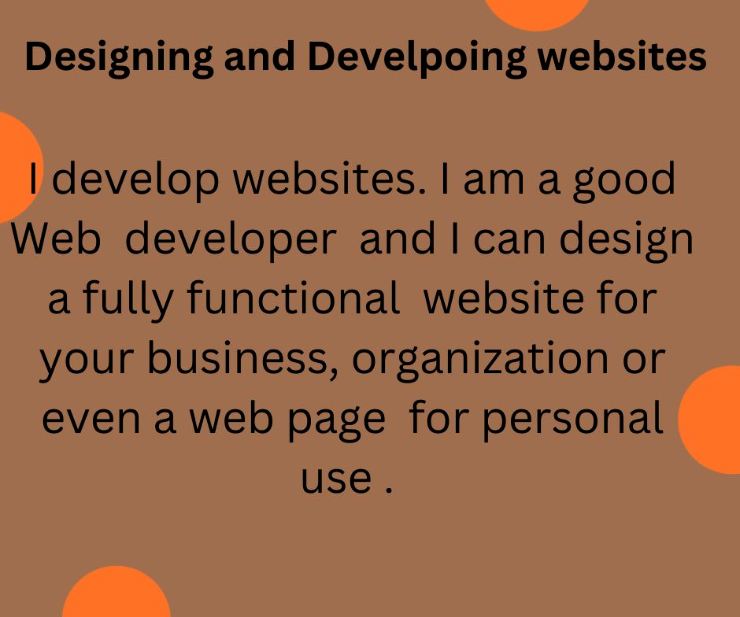 Designing and Develpoing websites
I develop websites. I am a good
Web  developer  and I can design
a fully functional  website for
your business, organization or
even a web page  for personal
use .